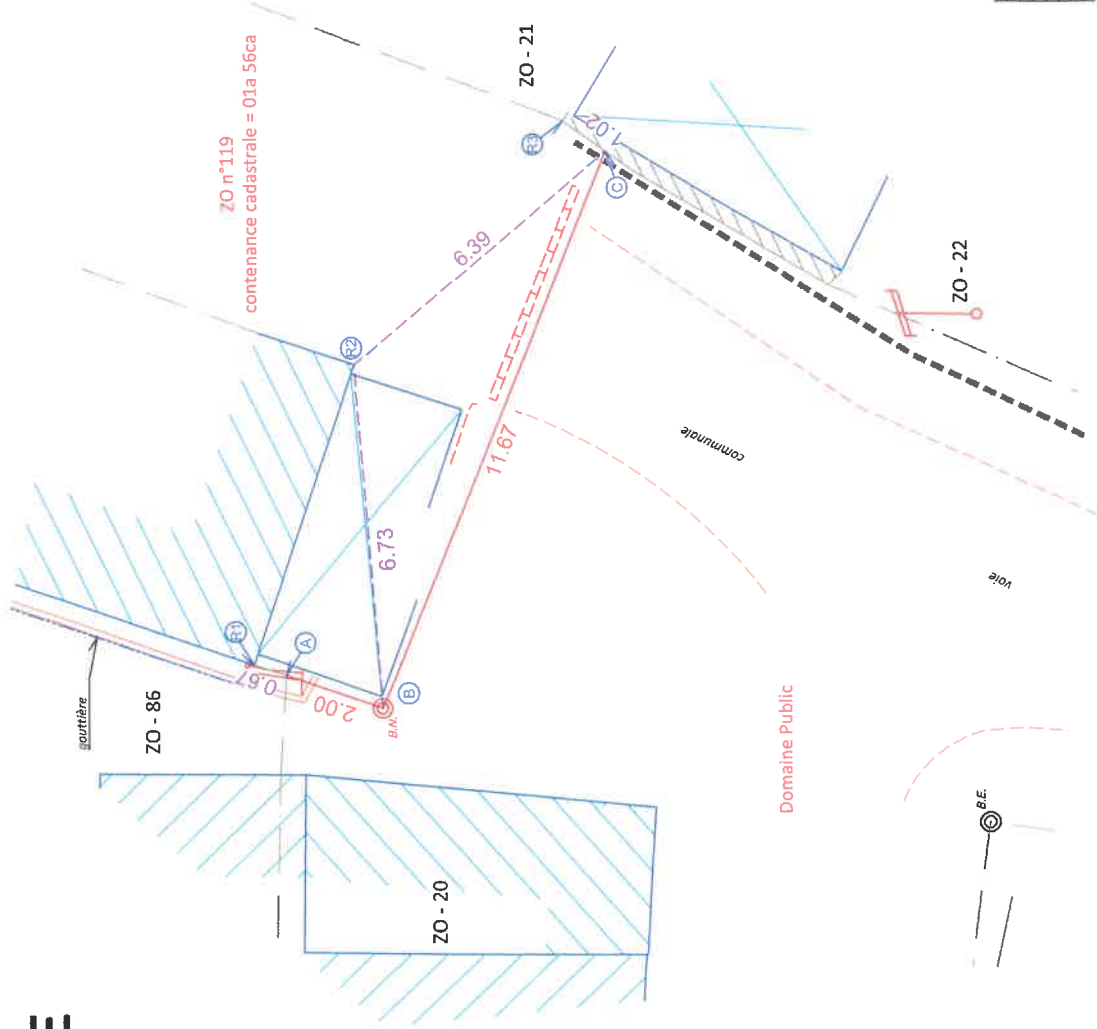 ZO - 21
ZO n°119
contenance cadastrale = 01a 56ca
R3
1.02
C
6.39
ZO - 22
R2
11.67
communale
6.73
voie
R1
A
0.67
2.00
B
B.N.
gouttière
ZO - 86
Domaine Public
ZO - 20
B.E.